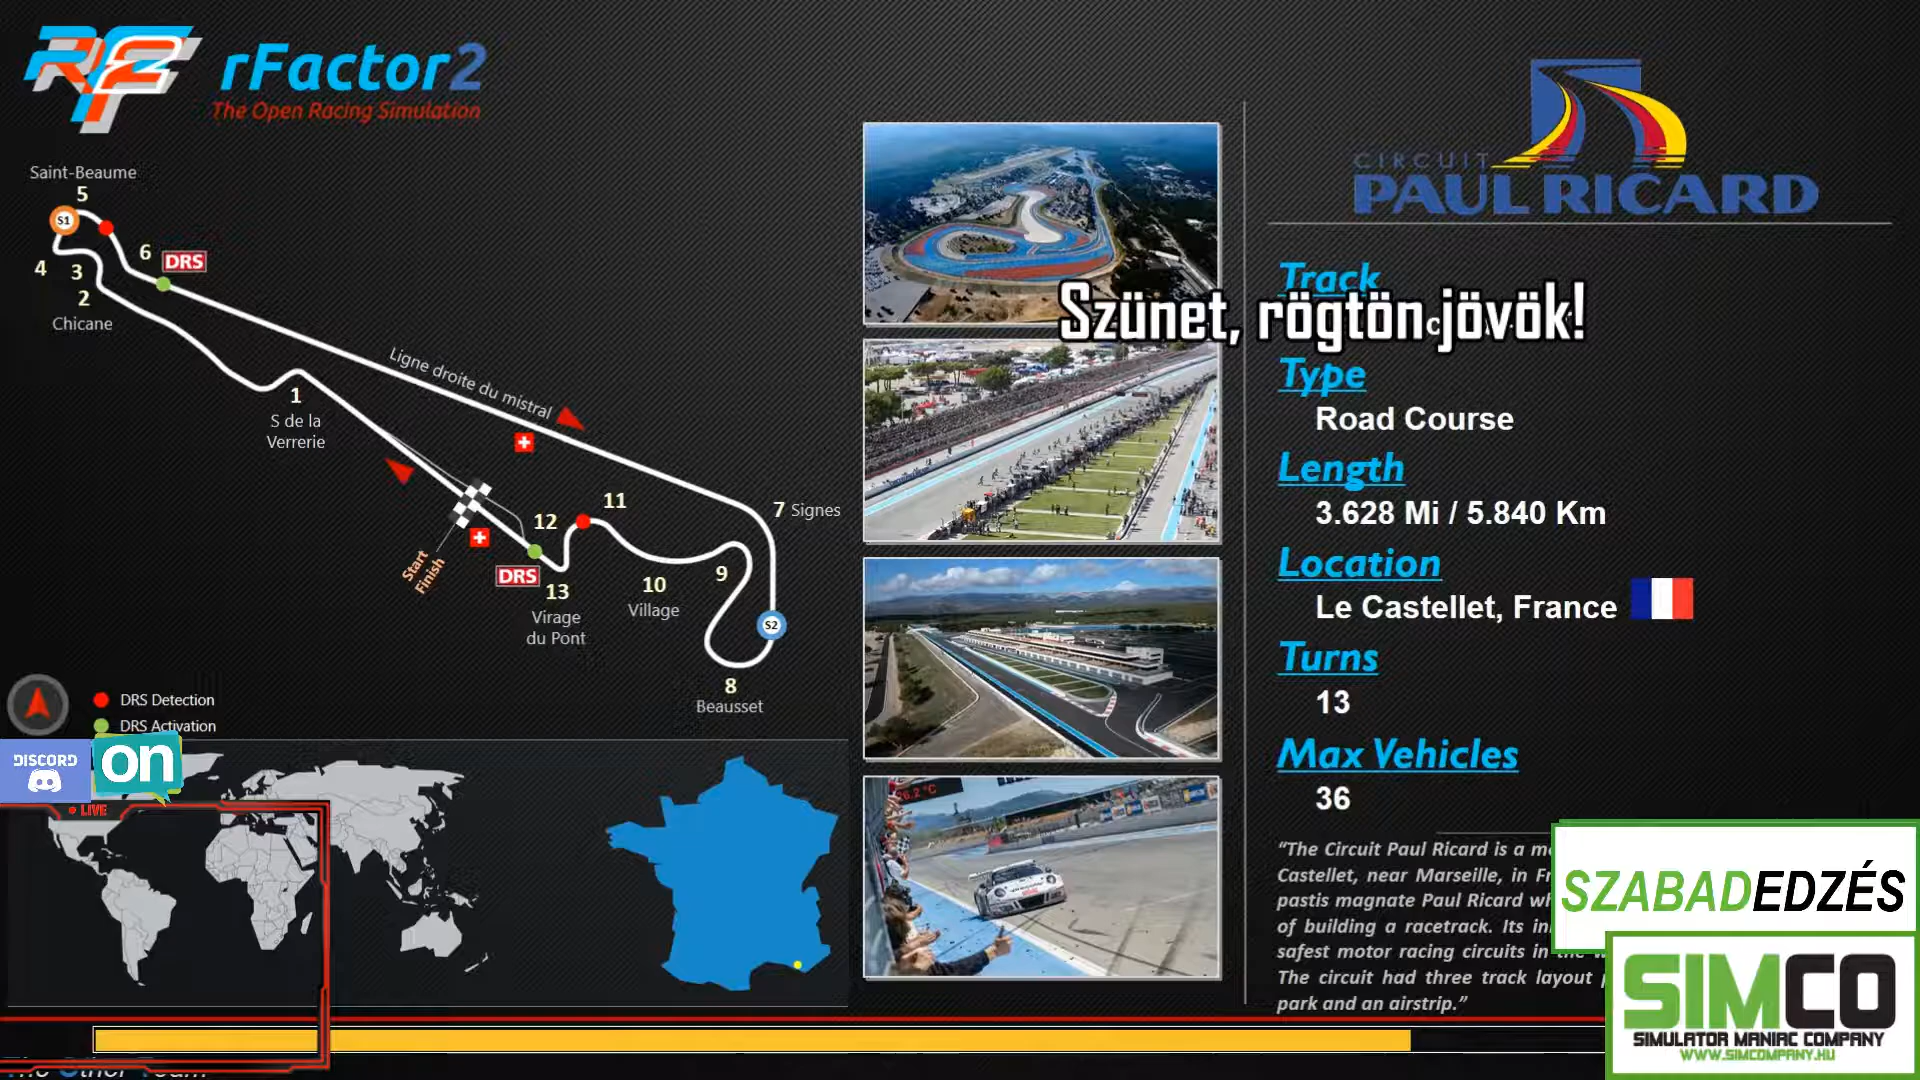 rFactor2
The Open Racing Simulation
Saint-Beaume
5
S1
6
DRS
4
3
2
Chicane
Ligne droite du mistral
1
S de la
Verrerie
11
12
7 Signes
Start
Finish
DRS
13
10
9
Virage
du Pont
Village
S2
8
Beausset
DRS Detection
DRS Activation
DISCORD
on
LIVE
CIRCUIT
PAUL RICARD
Track
Szünet, rögtön jövök!
Type
Road Course
Length
3.628 Mi / 5.840 Km
Location
Le Castellet, France
Turns
13
Max Vehicles
36
“The Circuit Paul Ricard is a
Castellet, near Marseille, in
pastis magnate Paul Ricard
of building a racetrack. Its
safest motor racing circuits in the
The circuit had three track layout
park and an airstrip.”
SZABADEDZÉS
SIMCO
SIMULATOR MANIAC COMPANY
WWW.SIMCOMPANY.HU